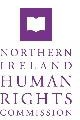 NORTHERN
IRELAND
HUMAN
RIGHTS
COMMISSION